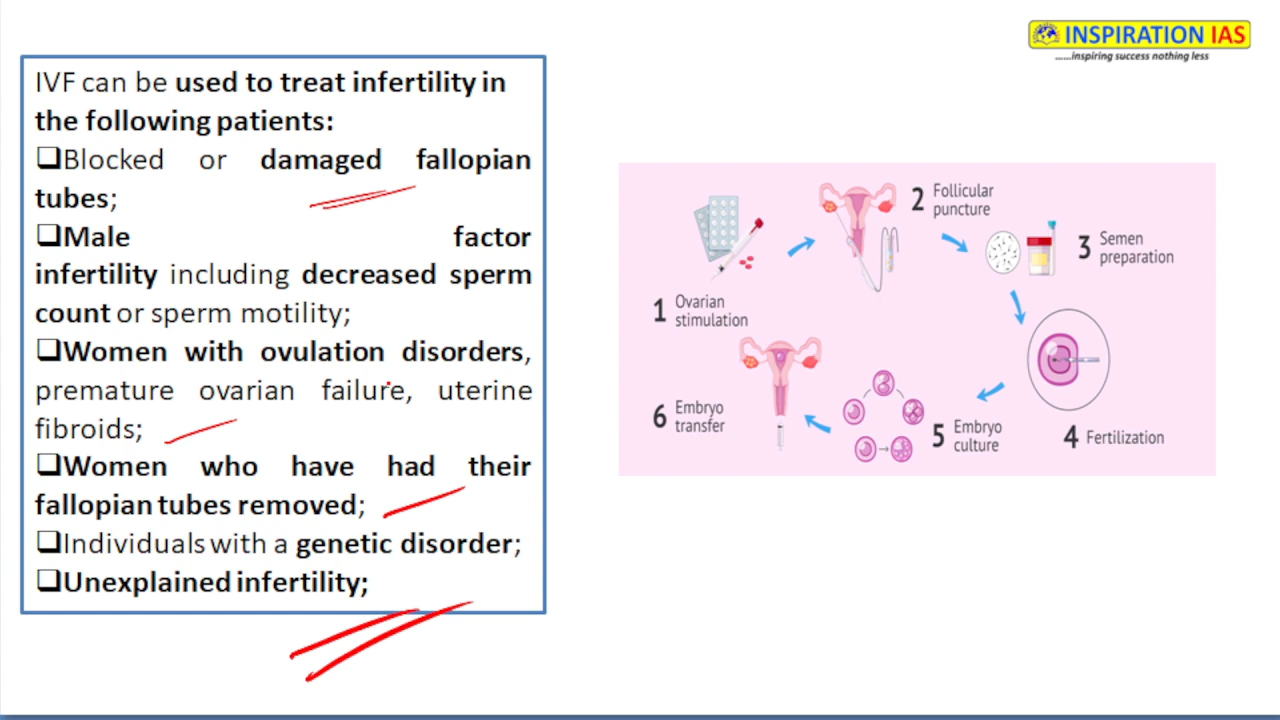 INSPIRATION IAS
......inspiring success nothing less
IVF can be used to treat infertility in
the following patients:
❑Blocked or damaged fallopian
tubes;
❑Male factor
infertility including decreased sperm
count or sperm motility;
❑Women with ovulation disorders,
premature ovarian failure, uterine
fibroids;
❑Women who have had their
fallopian tubes removed;
❑Individuals with a genetic disorder;
❑Unexplained infertility;
1 Ovarian
stimulation
2 Follicular
puncture
3 Semen
preparation
4 Fertilization
5 Embryo
culture
6 Embryo
transfer